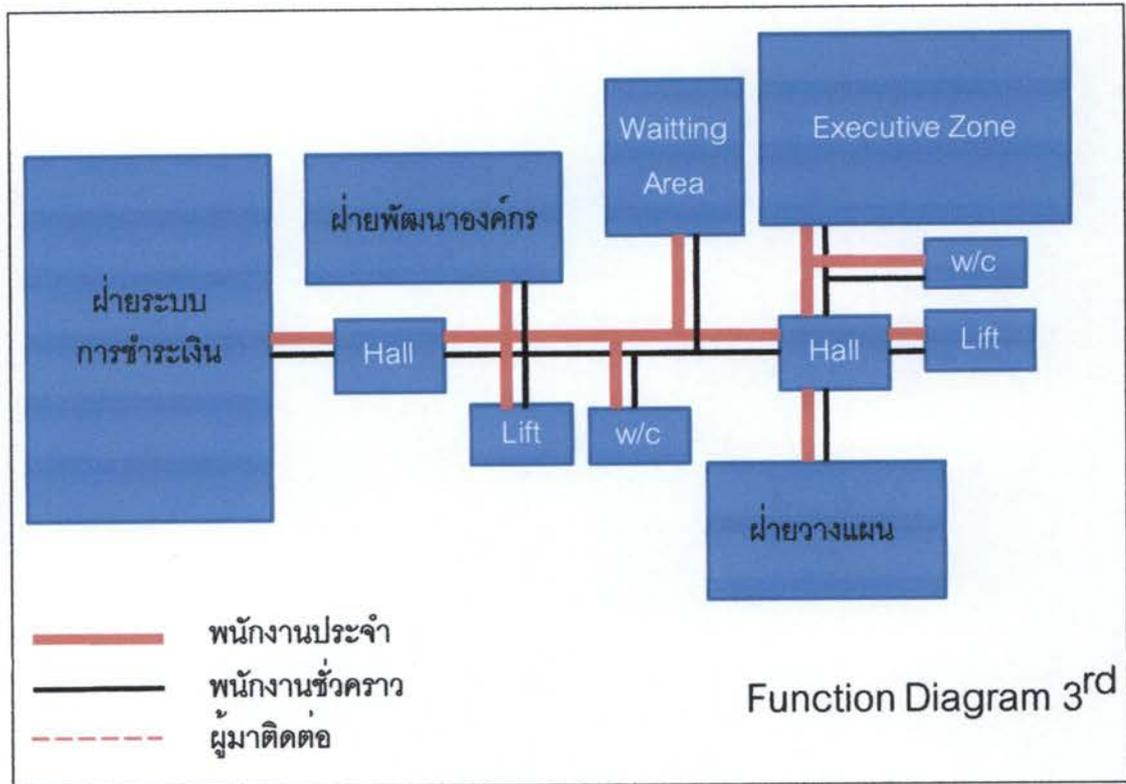 Waitting
Area
Executive Zone
ฝ่ายพัฒนาองค์กร
w/c
ฝ่ายระบบ
การชำระเงิน
Hall
Hall
Lift
Lift
w/c
ฝ่ายวางแผน
พนักงานประจำ
พนักงานชั่วคราว
ผู้มาติดต่อ
Function Diagram 3rd